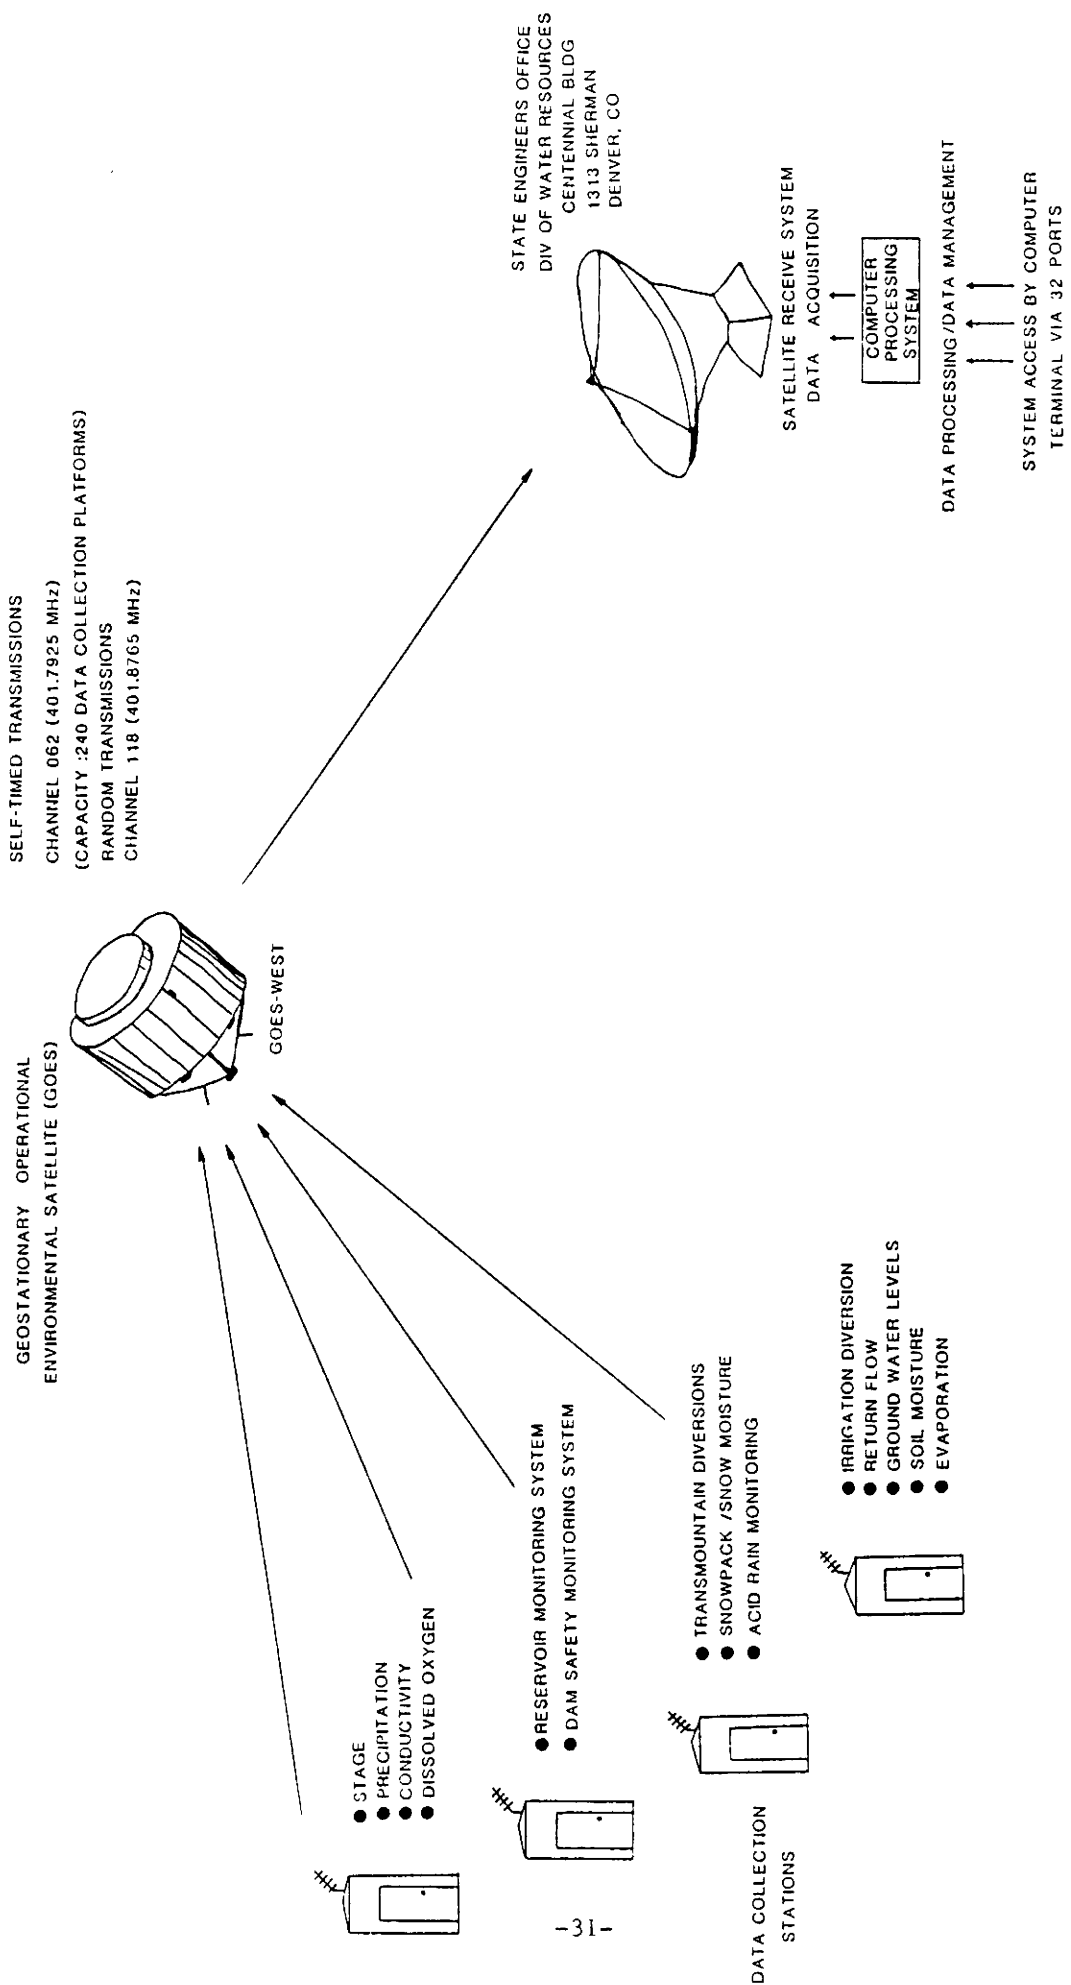 SELF-TIMED TRANSMISSIONS
CHANNEL 062 (401.7925 MHz)
(CAPACITY :240 DATA COLLECTION PLATFORMS)
RANDOM TRANSMISSIONS
CHANNEL 118 (401.8765 MHz)
GEOSTATIONARY OPERATIONAL
ENVIRONMENTAL SATELLITE (GOES)
GOES-WEST
STATE ENGINEERS OFFICE
DIV OF WATER RESOURCES
CENTENNIAL BLDG
1313 SHERMAN
DENVER, CO
SATELLITE RECEIVE SYSTEM
DATA ACQUISITION
COMPUTER
PROCESSING
SYSTEM
DATA PROCESSING/DATA MANAGEMENT
SYSTEM ACCESS BY COMPUTER
TERMINAL VIA 32 PORTS
● STAGE
● PRECIPITATION
● CONDUCTIVITY
● DISSOLVED OXYGEN
● RESERVOIR MONITORING SYSTEM
● DAM SAFETY MONITORING SYSTEM
● TRANSMOUNTAIN DIVERSIONS
● SNOWPACK /SNOW MOISTURE
● ACID RAIN MONITORING
● IRRIGATION DIVERSION
● RETURN FLOW
● GROUND WATER LEVELS
● SOIL MOISTURE
● EVAPORATION
DATA COLLECTION
STATIONS
-31-